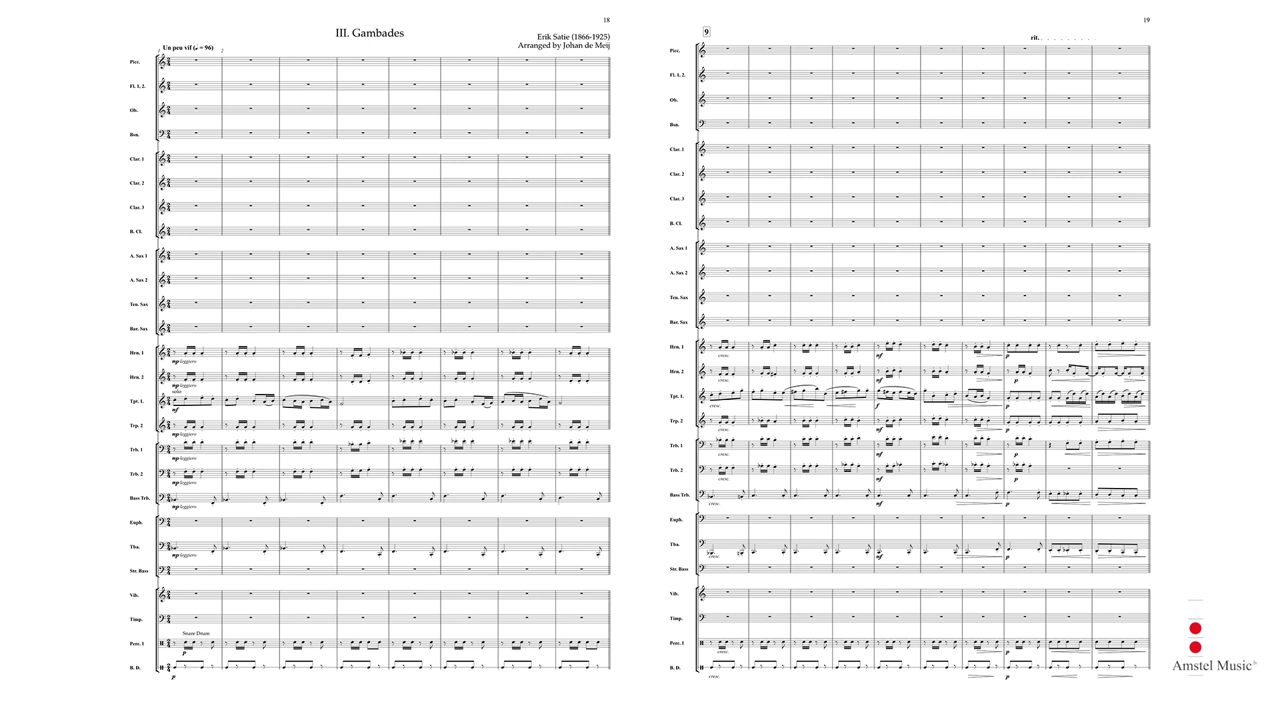 18
III. Gambades
Erik Satie (1866-1925)
Arranged by Johan de Meij
Un peu vif (♩ = 96)
2
Picc.
Fl. 1, 2.
Ob.
Bsn.
Clar. 1
Clar. 2
Clar. 3
B. Cl.
A. Sax 1
A. Sax 2
Ten. Sax
Bar. Sax
Hrn. 1
mp leggiero
Hrn. 2
mp leggiero
solo
Tpt. 1.
mf
Trp. 2
mp leggiero
Trb. 1
mp leggiero
Trb. 2
mp leggiero
Bass Trb.
mp leggiero
Euph.
Tba.
mp leggiero
Str. Bass
Vib.
Timp.
Snare Drum
Perc. 1
p
B. D.
p
19
9
rit.
Picc.
Fl. 1, 2.
Ob.
Bsn.
Clar. 1
Clar. 2
Clar. 3
B. Cl.
A. Sax 1
A. Sax 2
Ten. Sax
Bar. Sax
Hrn. 1
cresc. mf p
Hrn. 2
cresc. mf p
Tpt. 1.
cresc. f p
Trp. 2
cresc. mf p
Trb. 1
cresc. mf p
Trb. 2
cresc. mf p
Bass Trb.
cresc. mf p
Euph.
Tba.
cresc. mf p
Str. Bass
Vib.
Timp.
Perc. 1
cresc. mf p
B. D.
cresc. mf p
Amstel Music